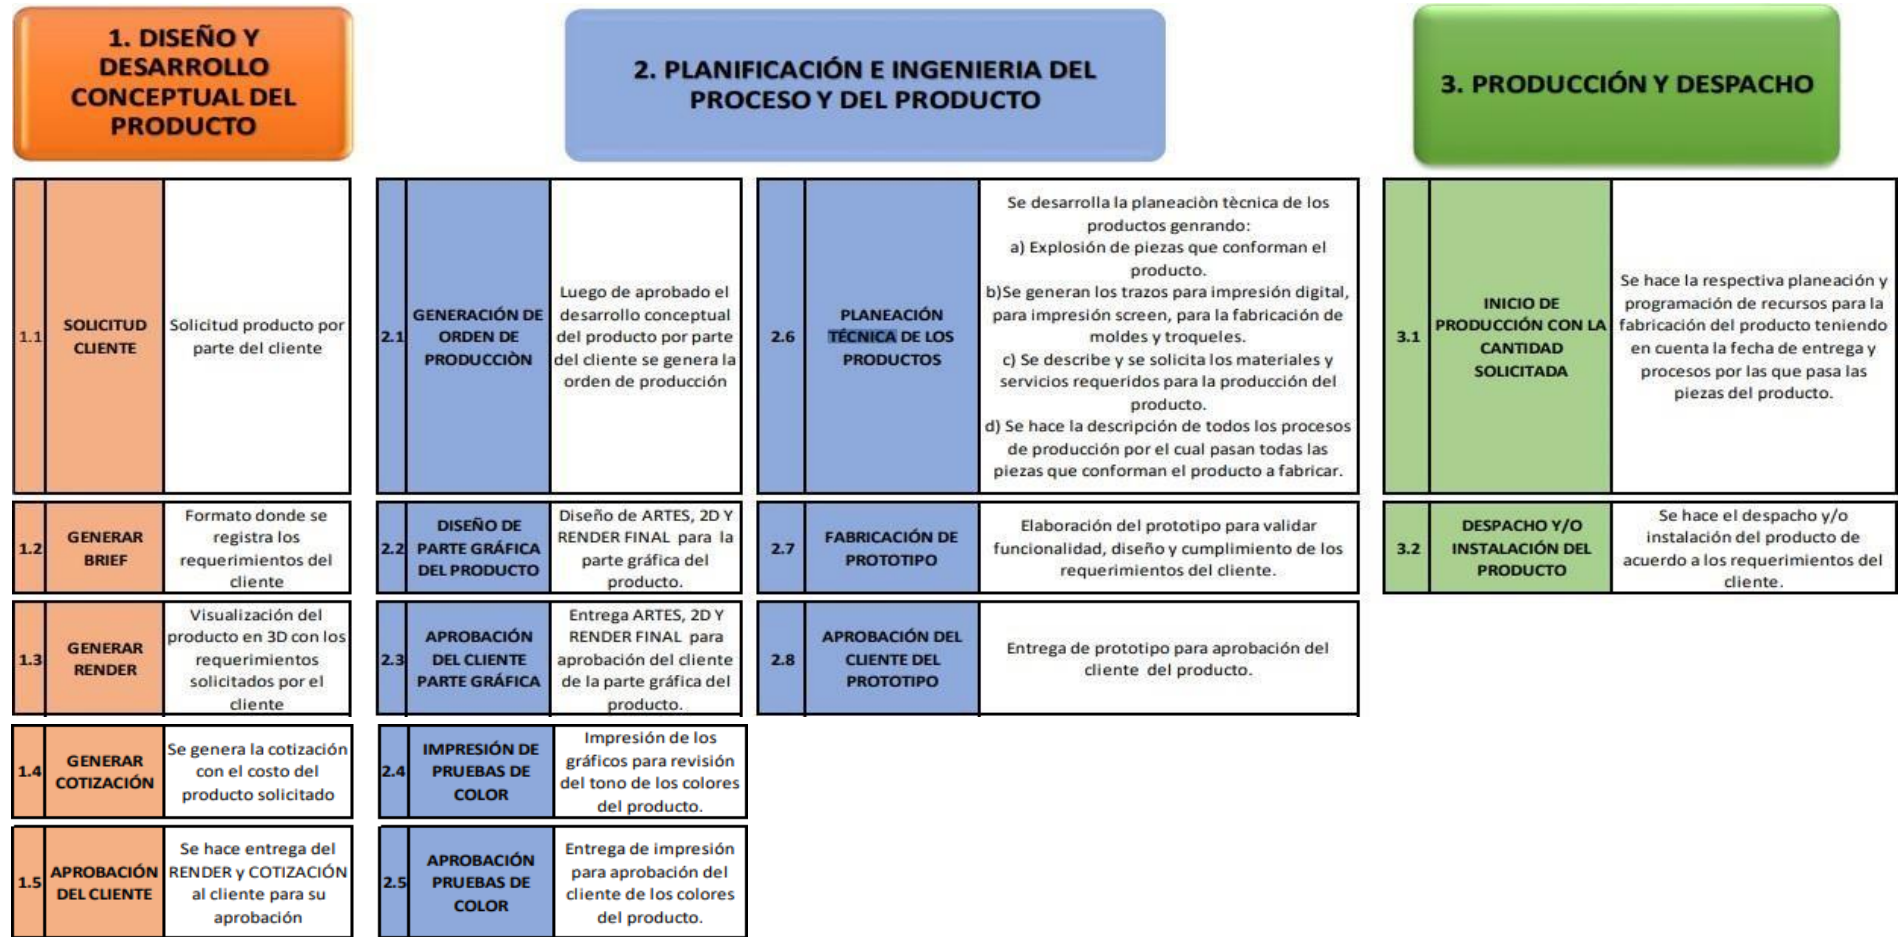 1. DISEÑO Y
DESARROLLO
CONCEPTUAL DEL
PRODUCTO
1.1
SOLICITUD
CLIENTE
Solicitud producto por
parte del cliente
1.2
GENERAR
BRIEF
Formato donde se
registra los
requerimientos del
cliente
1.3
GENERAR
RENDER
Visualización del
producto en 3D con los
requerimientos
solicitados por el
cliente
1.4
GENERAR
COTIZACIÓN
Se genera la cotización
con el costo del
producto solicitado
1.5
APROBACIÓN
DEL CLIENTE
Se hace entrega del
RENDER y COTIZACIÓN
al cliente para su
aprobación
2. PLANIFICACIÓN E INGENIERIA DEL
PROCESO Y DEL PRODUCTO
2.1
GENERACIÓN DE
ORDEN DE
PRODUCCIÒN
Luego de aprobado el
desarrollo conceptual
del producto por parte
del cliente se genera la
orden de producción
2.2
DISEÑO DE
PARTE GRÁFICA
DEL PRODUCTO
Diseño de ARTES, 2D Y
RENDER FINAL para la
parte gráfica del
producto.
2.3
APROBACIÓN
DEL CLIENTE
PARTE GRÁFICA
Entrega ARTES, 2D Y
RENDER FINAL para
aprobación del cliente
de la parte gráfica del
producto.
2.4
IMPRESIÓN DE
PRUEBAS DE
COLOR
Impresión de los
gráficos para revisión
del tono de los colores
del producto.
2.5
APROBACIÓN
PRUEBAS DE
COLOR
Entrega de impresión
para aprobación del
cliente de los colores
del producto.
2.6
PLANEACIÓN
TÉCNICA DE LOS
PRODUCTOS
Se desarrolla la planeaciòn tècnica de los
productos genrando:
a) Explosión de piezas que conforman el
producto.
b)Se generan los trazos para impresión digital,
para impresión screen, para la fabricación de
moldes y troqueles.
c) Se describe y se solicita los materiales y
servicios requeridos para la producción del
producto.
d) Se hace la descripción de todos los procesos
de producción por el cual pasan todas las
piezas que conforman el producto a fabricar.
2.7
FABRICACIÓN DE
PROTOTIPO
Elaboración del prototipo para validar
funcionalidad, diseño y cumplimiento de los
requerimientos del cliente.
2.8
APROBACIÓN DEL
CLIENTE DEL
PROTOTIPO
Entrega de prototipo para aprobación del
cliente del producto.
3. PRODUCCIÓN Y DESPACHO
3.1
INICIO DE
PRODUCCIÓN CON LA
CANTIDAD
SOLICITADA
Se hace la respectiva planeación y
programación de recursos para la
fabricación del producto teniendo
en cuenta la fecha de entrega y
procesos por las que pasa las
piezas del producto.
3.2
DESPACHO Y/O
INSTALACIÓN DEL
PRODUCTO
Se hace el despacho y/o
instalación del producto de
acuerdo a los requerimientos del
cliente.